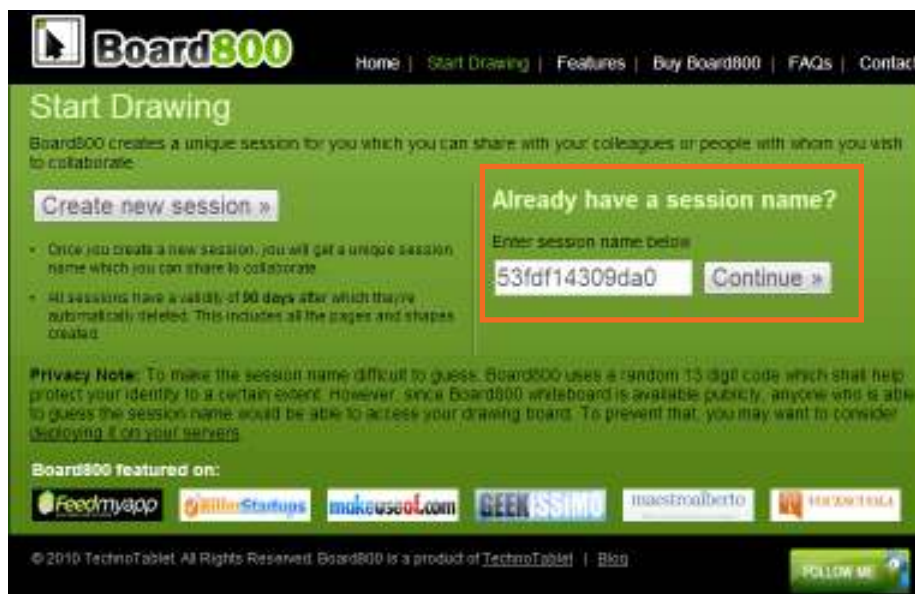 Board800
Home | Start Drawing | Features | Buy Board800 | FAQs | Contact
Start Drawing
Board800 creates a unique session for you which you can share with your colleagues or people with whom you wish
to collaborate
Create new session »
• Once you create a new session, you will get a unique session
name which you can share to collaborate
• All sessions have a validity of 90 days after which they're
automatically deleted. This includes all the pages and shapes
created
Already have a session name?
Enter session name below
53fdf14309da0
Continue »
Privacy Note: To make the session name difficult to guess, Board800 uses a random 13 digit code which shall help
protect your identity to a certain extent. However, since Board800 whiteboard is available publicly, anyone who is able
to guess the session name would be able to access your drawing board. To prevent that, you may want to consider
deploying it on your servers
Board800 featured on:
Feedmyapp
KillerStartups
makeuseof.com
GEEKISSIMO
maestroalberto
© 2010 TechnoTablet. All Rights Reserved. Board800 is a product of TechnoTablet | Blog
FOLLOW ME